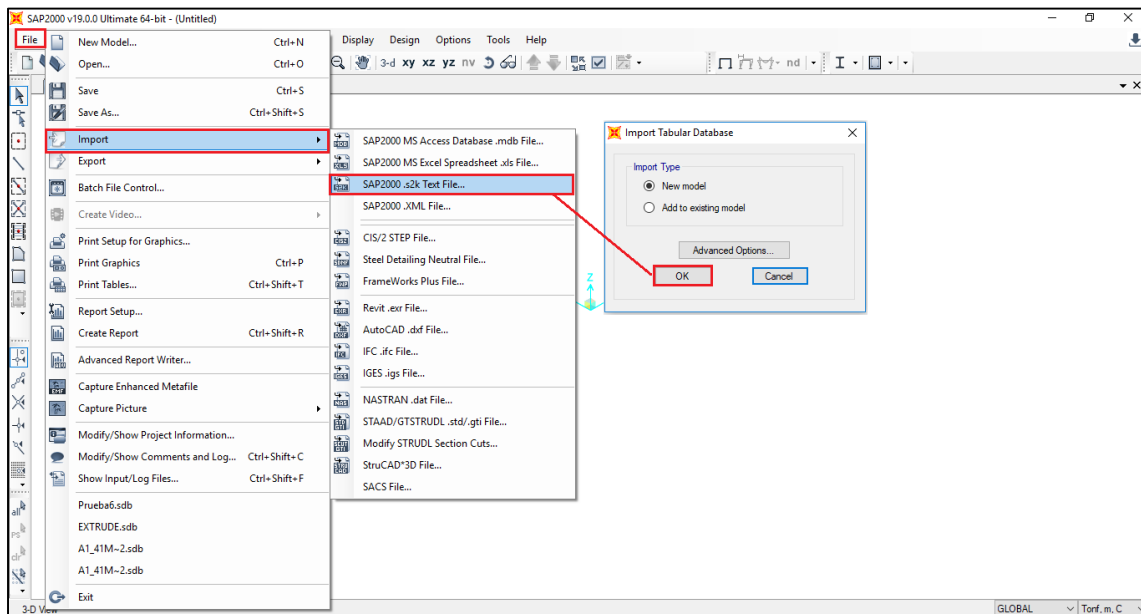 SAP2000 v19.0.0 Ultimate 64-bit - (Untitled)
File
Display Design Options Tools Help
3-d xy xz yz nv
nd
New Model... Ctrl+N
Open... Ctrl+O
Save Ctrl+S
Save As... Ctrl+Shift+S
Import
Export
Batch File Control...
Create Video...
Print Setup for Graphics...
Print Graphics Ctrl+P
Print Tables... Ctrl+Shift+T
Report Setup...
Create Report Ctrl+Shift+R
Advanced Report Writer...
Capture Enhanced Metafile
Capture Picture
Modify/Show Project Information...
Modify/Show Comments and Log... Ctrl+Shift+C
Show Input/Log Files... Ctrl+Shift+F
Prueba6.sdb
EXTRUDE.sdb
A1_41M~2.sdb
A1_41M~2.sdb
Exit
SAP2000 MS Access Database .mdb File...
SAP2000 MS Excel Spreadsheet .xls File...
SAP2000 .s2k Text File...
SAP2000 .XML File...
CIS/2 STEP File...
Steel Detailing Neutral File...
FrameWorks Plus File...
Revit .exr File...
AutoCAD .dxf File...
IFC .ifc File...
IGES .igs File...
NASTRAN .dat File...
STAAD/GTSTRUDL .std/.gti File...
Modify STRUDL Section Cuts...
StruCAD*3D File...
SACS File...
Import Tabular Database
Import Type
New model
Add to existing model
Advanced Options...
OK Cancel
Z
all
ps
clr
3-D View
GLOBAL Tonf, m, C